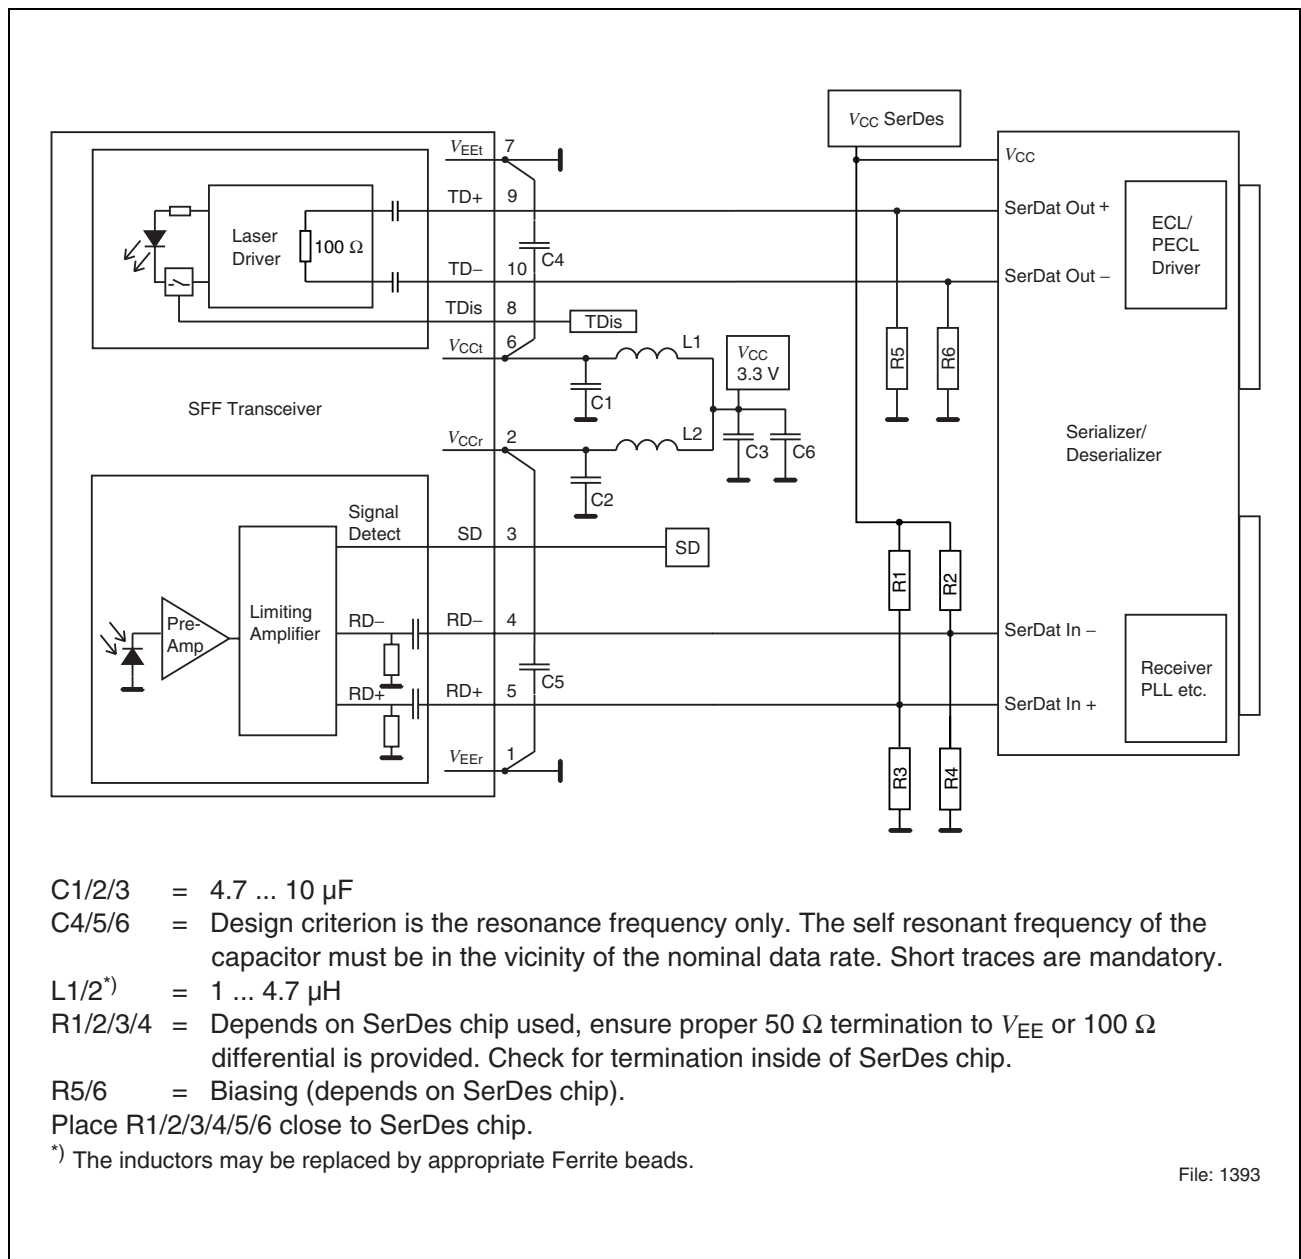 V_CC SerDes
V_EEt 7
V_CC
TD+ 9
SerDat Out +
ECL/
PECL
Driver
Laser
Driver
100 Ω
C4
TD− 10
SerDat Out −
TDis 8
TDis
V_CCt 6
L1
V_CC
3.3 V
R5
R6
C1
SFF Transceiver
V_CCr 2
L2
C3
C6
Serializer/
Deserializer
C2
Signal
Detect
SD 3
SD
R1
R2
Pre-
Amp
Limiting
Amplifier
RD−
RD− 4
SerDat In −
C5
Receiver
PLL etc.
RD+
RD+ 5
SerDat In +
V_EEr 1
R3
R4
C1/2/3 = 4.7 ... 10 µF
C4/5/6 = Design criterion is the resonance frequency only. The self resonant frequency of the
capacitor must be in the vicinity of the nominal data rate. Short traces are mandatory.
L1/2*) = 1 ... 4.7 µH
R1/2/3/4 = Depends on SerDes chip used, ensure proper 50 Ω termination to V_EE or 100 Ω
differential is provided. Check for termination inside of SerDes chip.
R5/6 = Biasing (depends on SerDes chip).
Place R1/2/3/4/5/6 close to SerDes chip.
*) The inductors may be replaced by appropriate Ferrite beads.
File: 1393